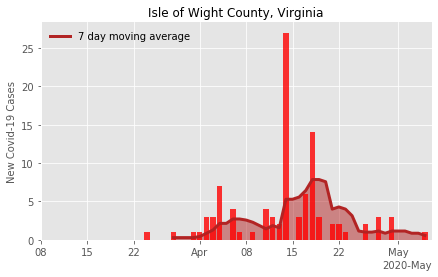 Isle of Wight County, Virginia
7 day moving average
New Covid-19 Cases
25
20
15
10
5
0
08 15 22 Apr 08 15 22 May
2020-May